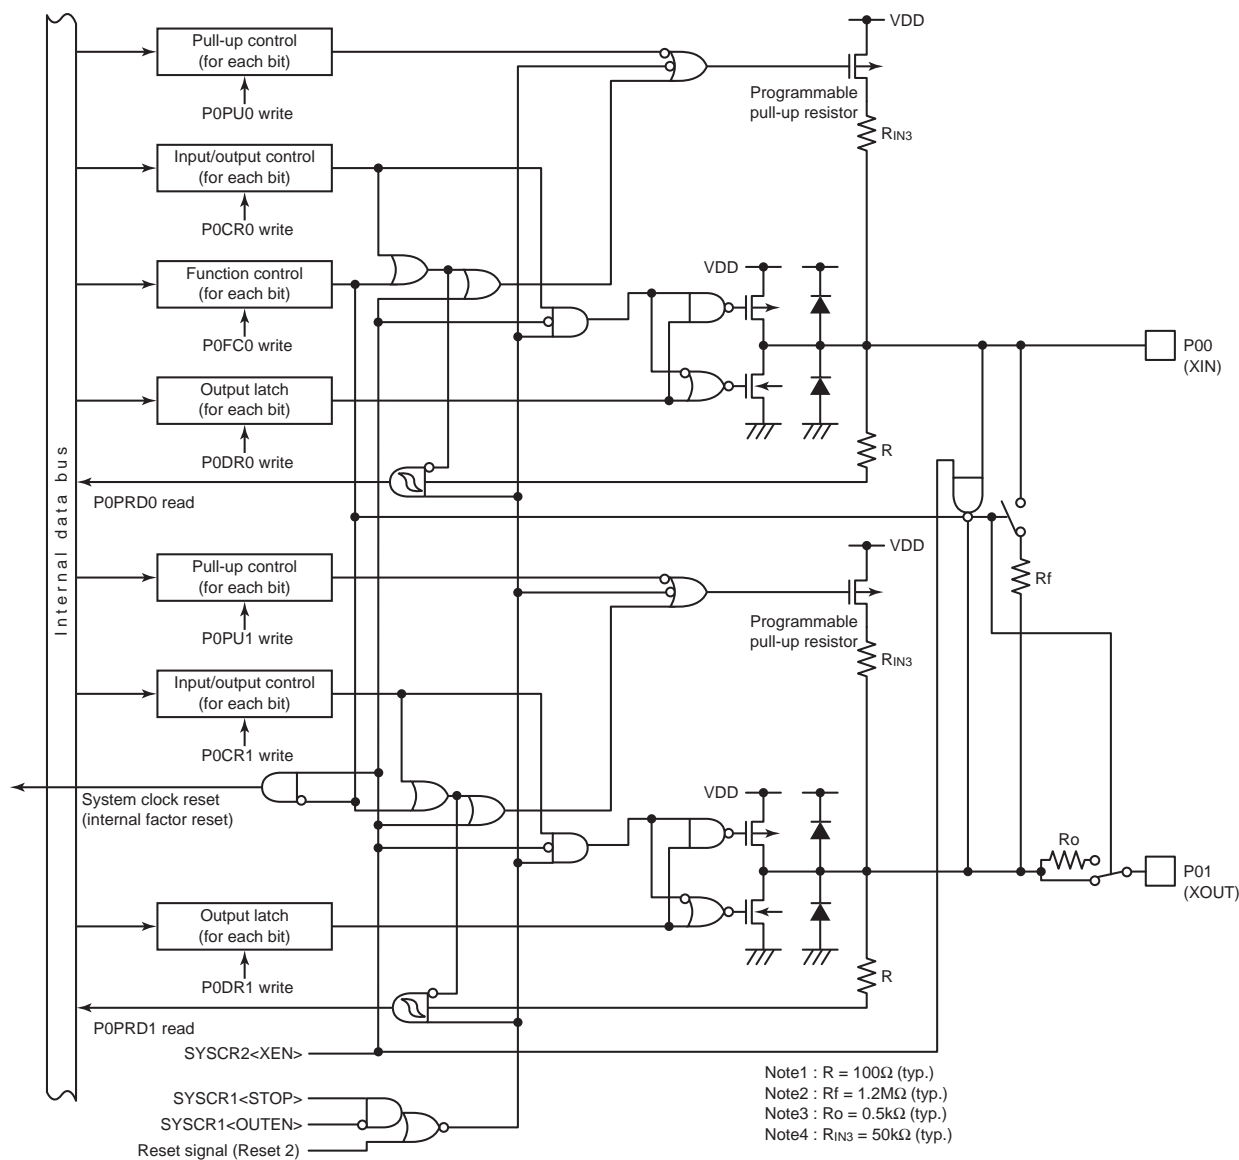 Pull-up control
(for each bit)
P0PU0 write
VDD
Programmable
pull-up resistor
RIN3
Input/output control
(for each bit)
P0CR0 write
Function control
(for each bit)
P0FC0 write
VDD
P00
(XIN)
Output latch
(for each bit)
P0DR0 write
R
P0PRD0 read
Internal data bus
VDD
Pull-up control
(for each bit)
P0PU1 write
Rf
Programmable
pull-up resistor
RIN3
Input/output control
(for each bit)
P0CR1 write
System clock reset
(internal factor reset)
VDD
Ro
P01
(XOUT)
Output latch
(for each bit)
P0DR1 write
R
P0PRD1 read
SYSCR2<XEN>
SYSCR1<STOP>
SYSCR1<OUTEN>
Reset signal (Reset 2)
Note1 : R = 100Ω (typ.)
Note2 : Rf = 1.2MΩ (typ.)
Note3 : Ro = 0.5kΩ (typ.)
Note4 : RIN3 = 50kΩ (typ.)